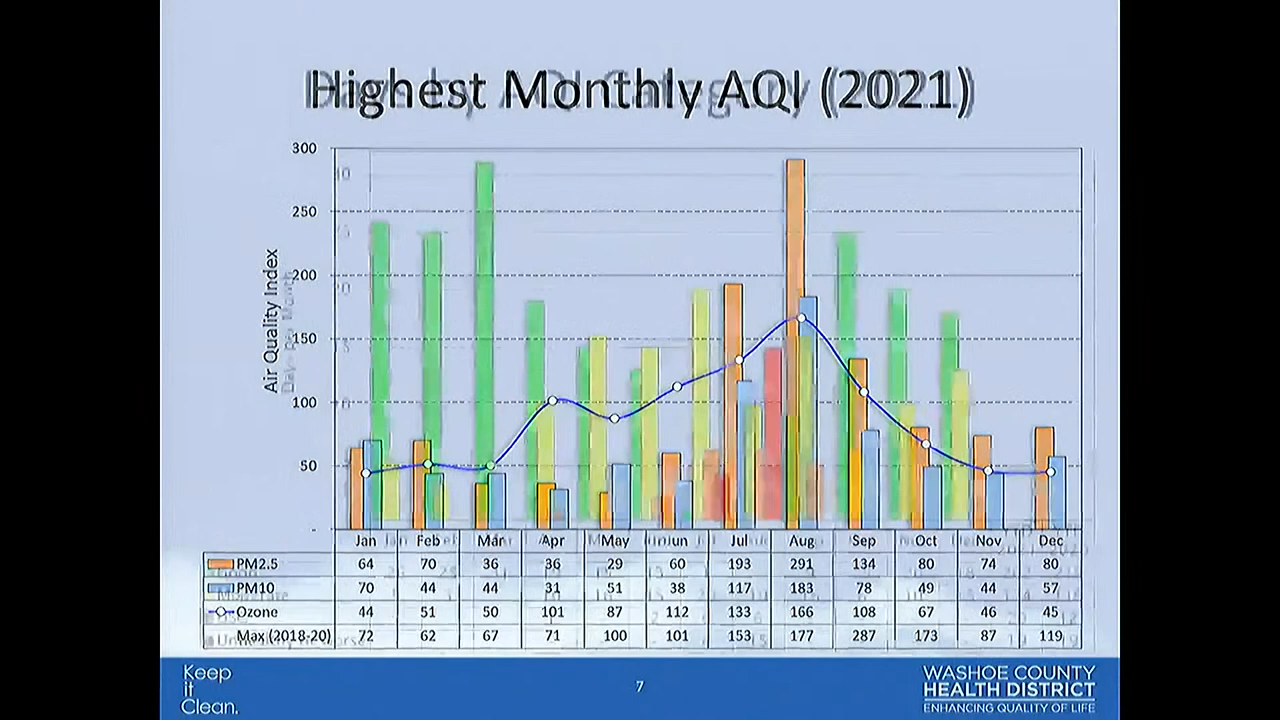 Highest Monthly AQI (2021)
300
250
200
150
100
50
-
Air Quality Index
Jan Feb Mar Apr May Jun Jul Aug Sep Oct Nov Dec
PM2.5 64 70 36 36 29 60 193 291 134 80 74 80
PM10 70 44 44 31 51 38 117 183 78 49 44 57
Ozone 44 51 50 101 87 112 133 166 108 67 46 45
Max (2018-20) 72 62 67 71 100 101 153 177 287 173 87 119
Keep
it
Clean.
7
WASHOE COUNTY
HEALTH DISTRICT
ENHANCING QUALITY OF LIFE